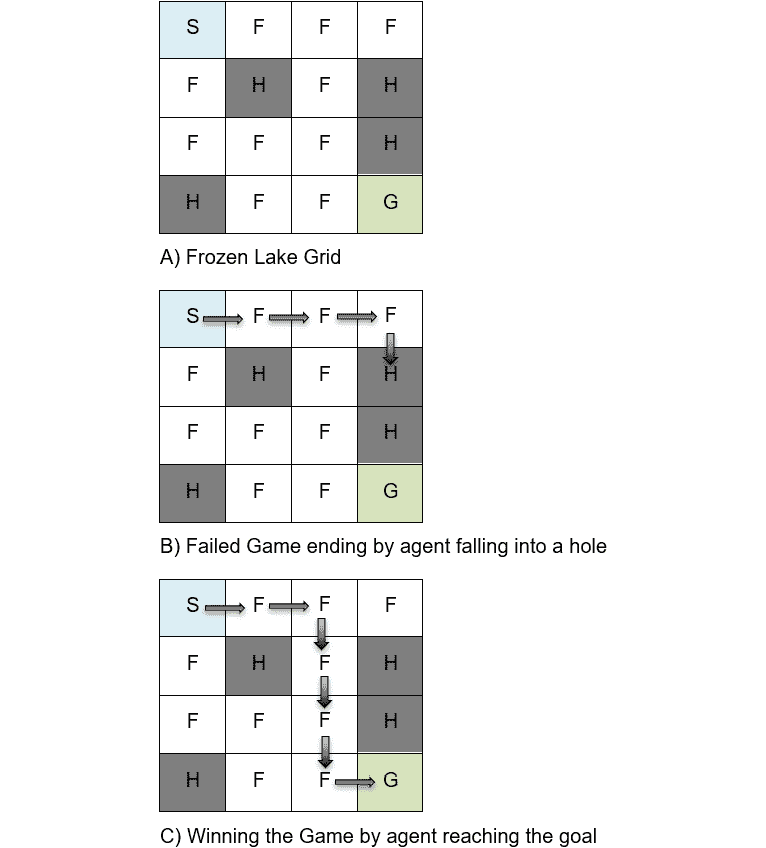 S F F F
F H F H
F F F H
H F F G
A) Frozen Lake Grid
S F F F
F H F H
F F F H
H F F G
B) Failed Game ending by agent falling into a hole
S F F F
F H F H
F F F H
H F F G
C) Winning the Game by agent reaching the goal